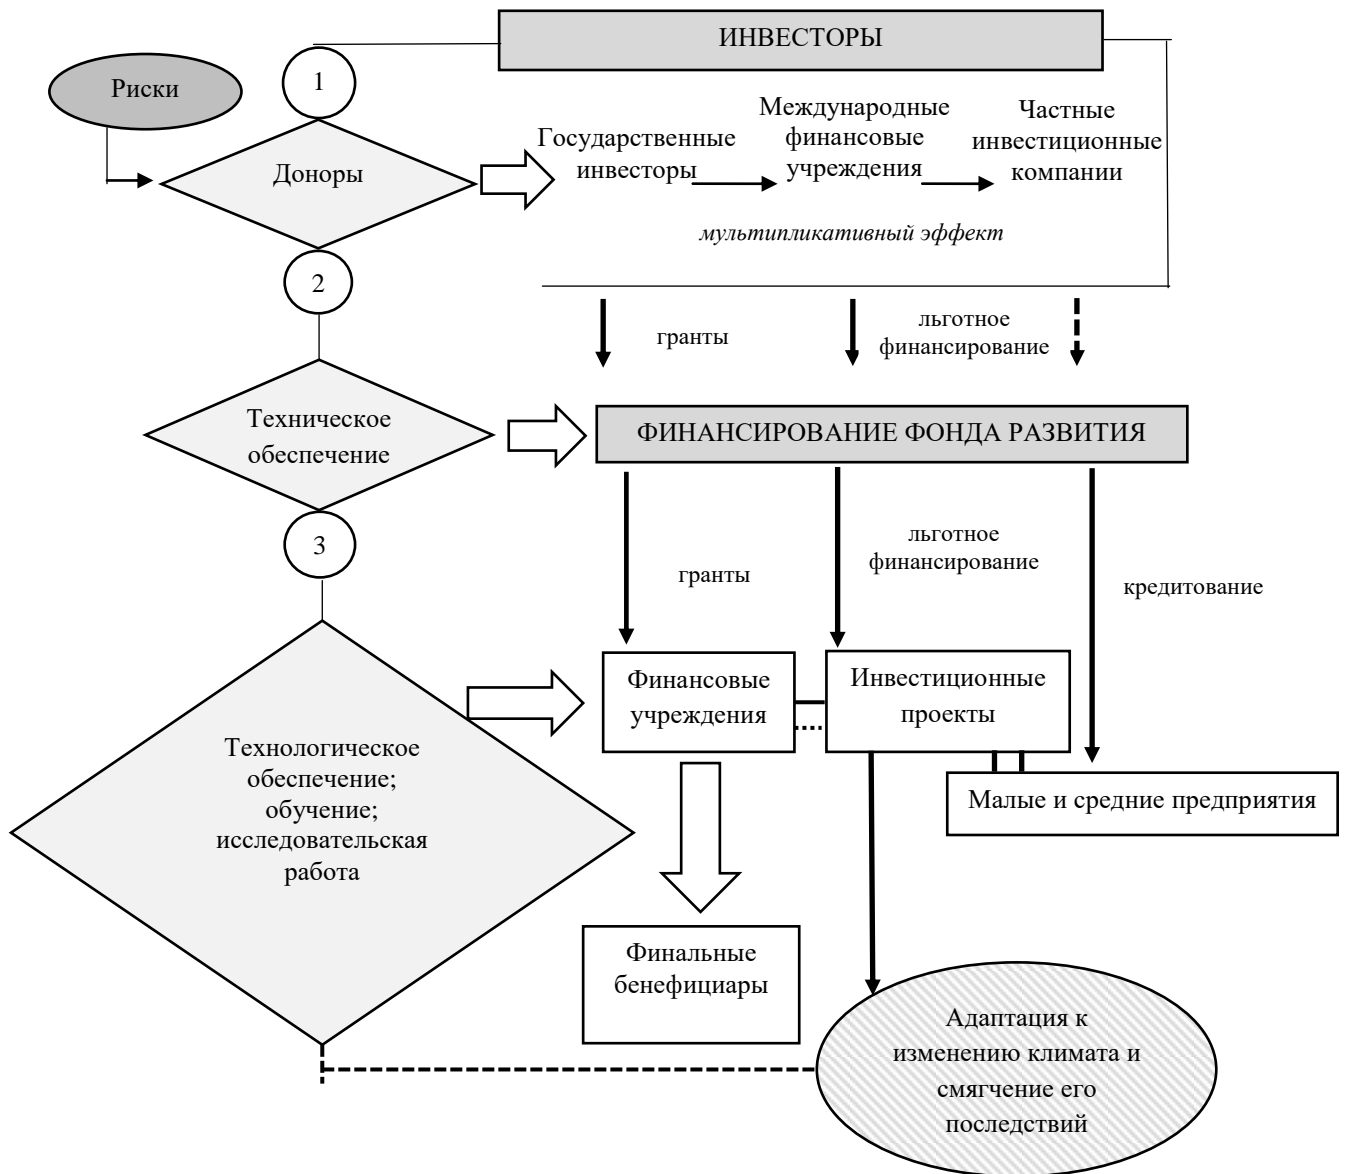 ИНВЕСТОРЫ
Риски
1
Доноры
Государственные
инвесторы
Международные
финансовые
учреждения
Частные
инвестиционные
компании
мультипликативный эффект
2
гранты
льготное
финансирование
Техническое
обеспечение
ФИНАНСИРОВАНИЕ ФОНДА РАЗВИТИЯ
3
гранты
льготное
финансирование
кредитование
Финансовые
учреждения
Инвестиционные
проекты
Малые и средние предприятия
Технологическое
обеспечение;
обучение;
исследовательская
работа
Финальные
бенефициары
Адаптация к
изменению климата и
смягчение его
последствий